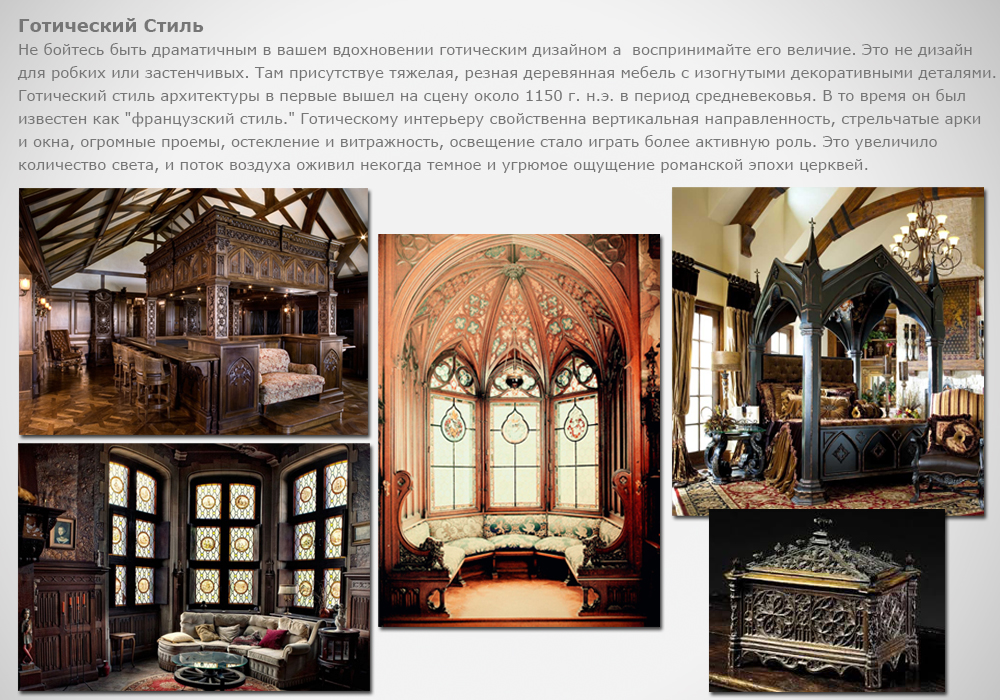 Готический Стиль
Не бойтесь быть драматичным в вашем вдохновении готическим дизайном а воспринимайте его величие. Это не дизайн
для робких или застенчивых. Там присутствуе тяжелая, резная деревянная мебель с изогнутыми декоративными деталями.
Готический стиль архитектуры в первые вышел на сцену около 1150 г. н.э. в период средневековья. В то время он был
известен как "французский стиль." Готическому интерьеру свойственна вертикальная направленность, стрельчатые арки
и окна, огромные проемы, остекление и витражность, освещение стало играть более активную роль. Это увеличило
количество света, и поток воздуха оживил некогда темное и угрюмое ощущение романской эпохи церквей.